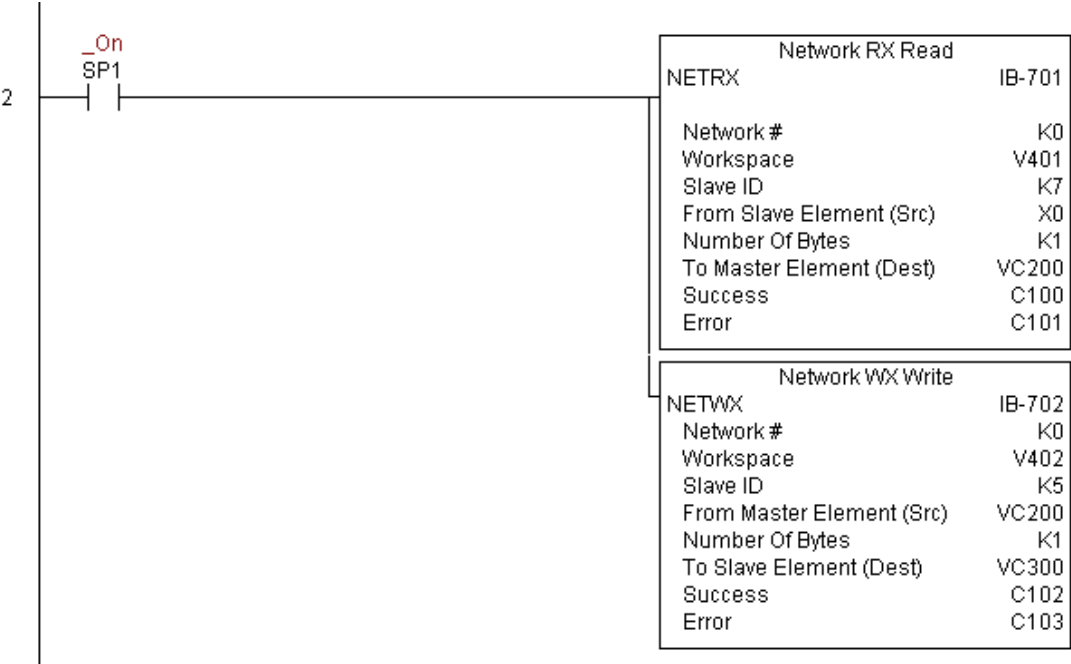 _On
SP1
2
Network RX Read
NETRX IB-701
Network # K0
Workspace V401
Slave ID K7
From Slave Element (Src) X0
Number Of Bytes K1
To Master Element (Dest) VC200
Success C100
Error C101
Network WX Write
NETWX IB-702
Network # K0
Workspace V402
Slave ID K5
From Master Element (Src) VC200
Number Of Bytes K1
To Slave Element (Dest) VC300
Success C102
Error C103